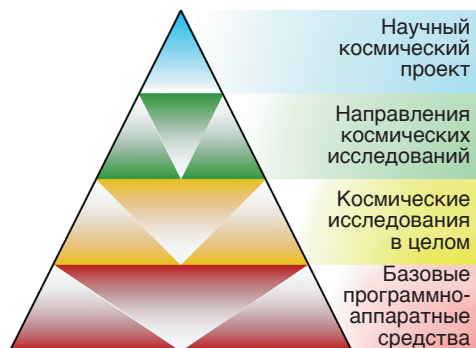 Научный
космический
проект
Направления
космических
исследований
Космические
исследования
в целом
Базовые
программно-
аппаратные
средства